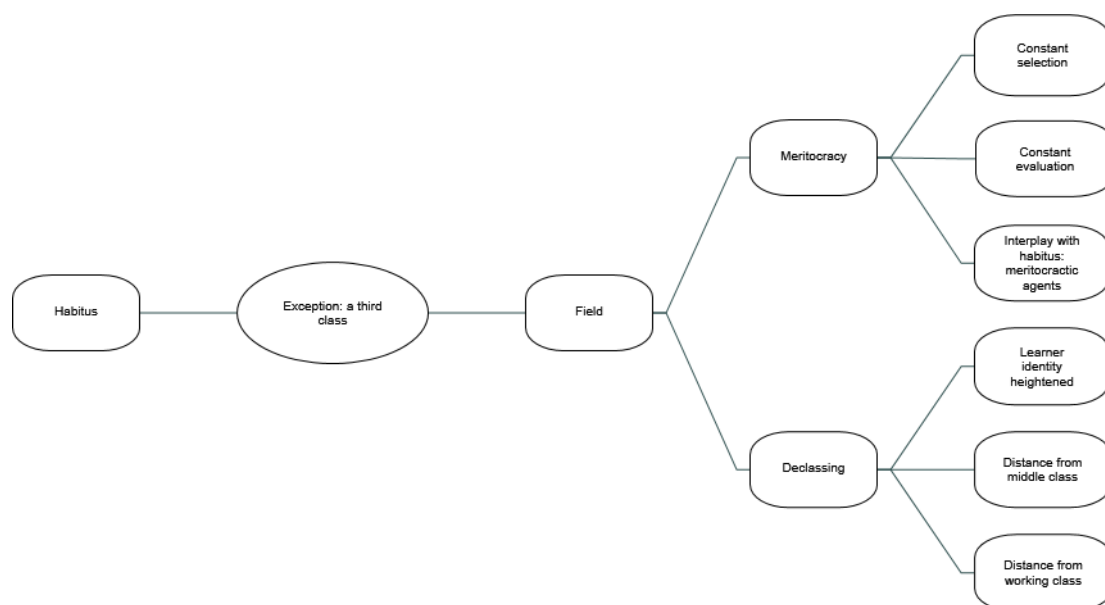 Habitus
Exception: a third
class
Field
Meritocracy
Constant
selection
Constant
evaluation
Interplay with
habitus:
meritocractic
agents
Declassing
Learner
identity
heightened
Distance from
middle class
Distance from
working class